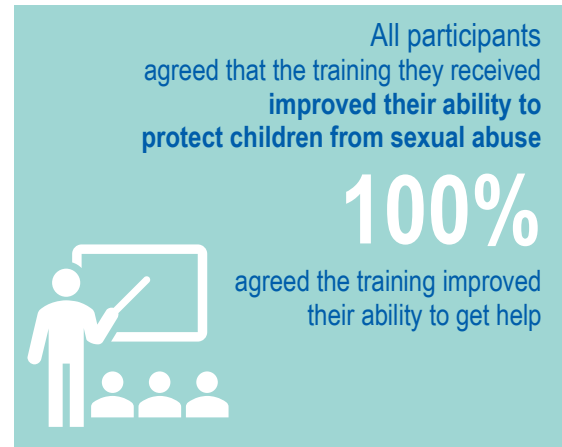 All participants
agreed that the training they received
improved their ability to
protect children from sexual abuse
100%
agreed the training improved
their ability to get help